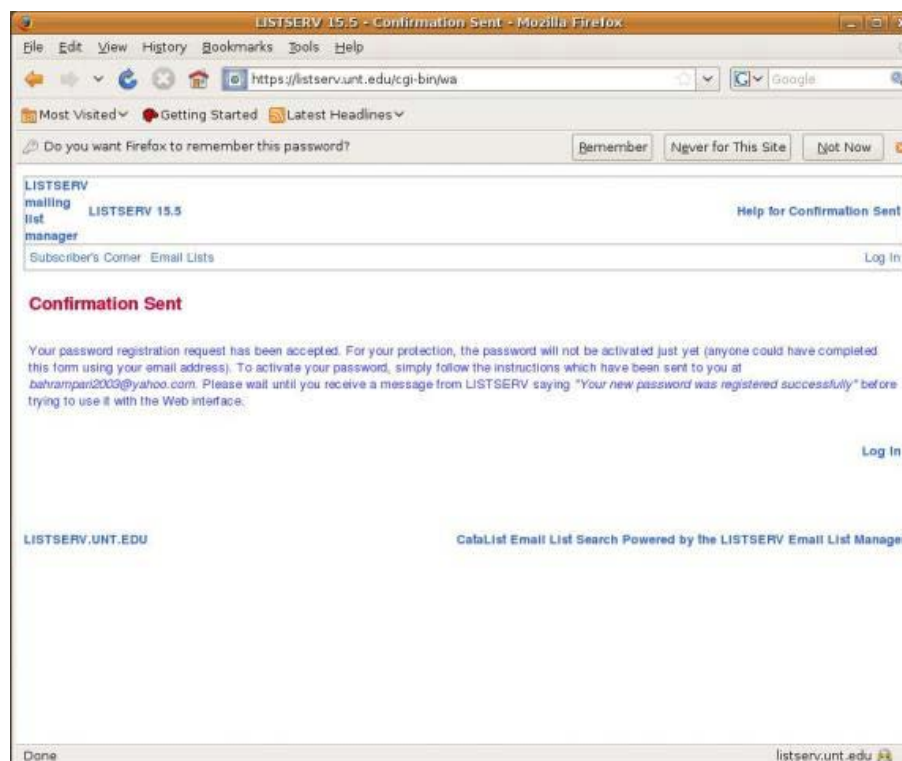 LISTSERV 15.5 - Confirmation Sent - Mozilla Firefox
File Edit View History Bookmarks Tools Help
https://listserv.unt.edu/cgi-bin/wa
Google
Most Visited Getting Started Latest Headlines
Do you want Firefox to remember this password? Remember Never for This Site Not Now
LISTSERV
mailing
list
manager
LISTSERV 15.5
Help for Confirmation Sent
Subscriber's Corner Email Lists
Log In
Confirmation Sent
Your password registration request has been accepted. For your protection, the password will not be activated just yet (anyone could have completed
this form using your email address). To activate your password, simply follow the instructions which have been sent to you at
bahrampari2003@yahoo.com. Please wait until you receive a message from LISTSERV saying "Your new password was registered successfully" before
trying to use it with the Web interface.
Log In
LISTSERV.UNT.EDU
CataList Email List Search Powered by the LISTSERV Email List Manage
Done
listserv.unt.edu